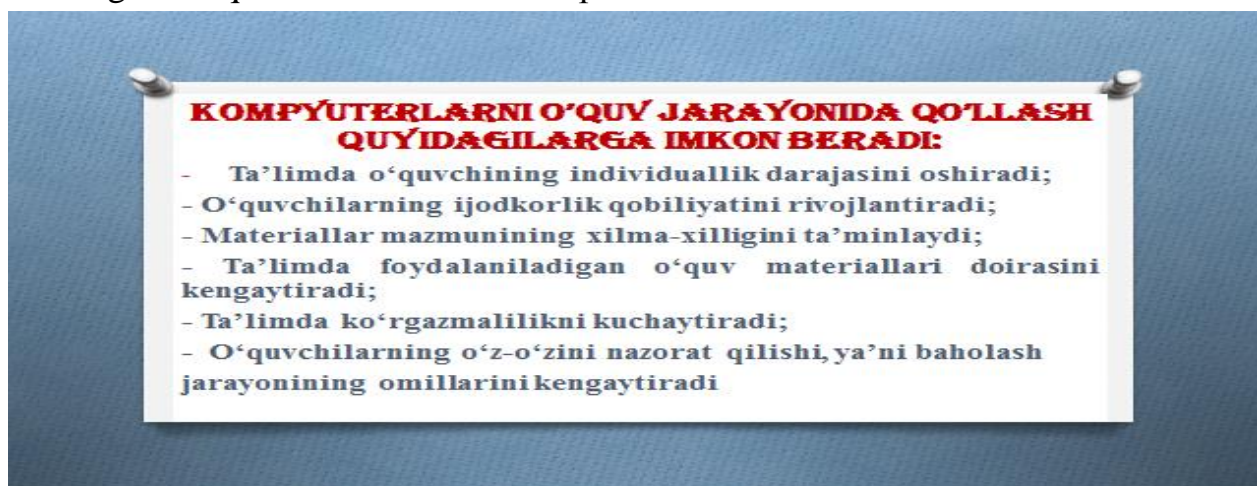 KOMPYUTERLARNI O'QUV JARAYONIDA QO'LLASH
QUYIDAGILARGA IMKON BERADI:
- Ta’limda o‘quvchining individuallik darajasini oshiradi;
- O‘quvchilarning ijodkorlik qobiliyatini rivojlantiradi;
- Materiallar mazmunining xilma-xilligini ta’minlaydi;
- Ta’limda foydalaniladigan o‘quv materiallari doirasini
kengaytiradi;
- Ta’limda ko‘rgazmalilikni kuchaytiradi;
- O‘quvchilarning o‘z-o‘zini nazorat qilishi, ya’ni baholash
jarayonining omillarini kengaytiradi